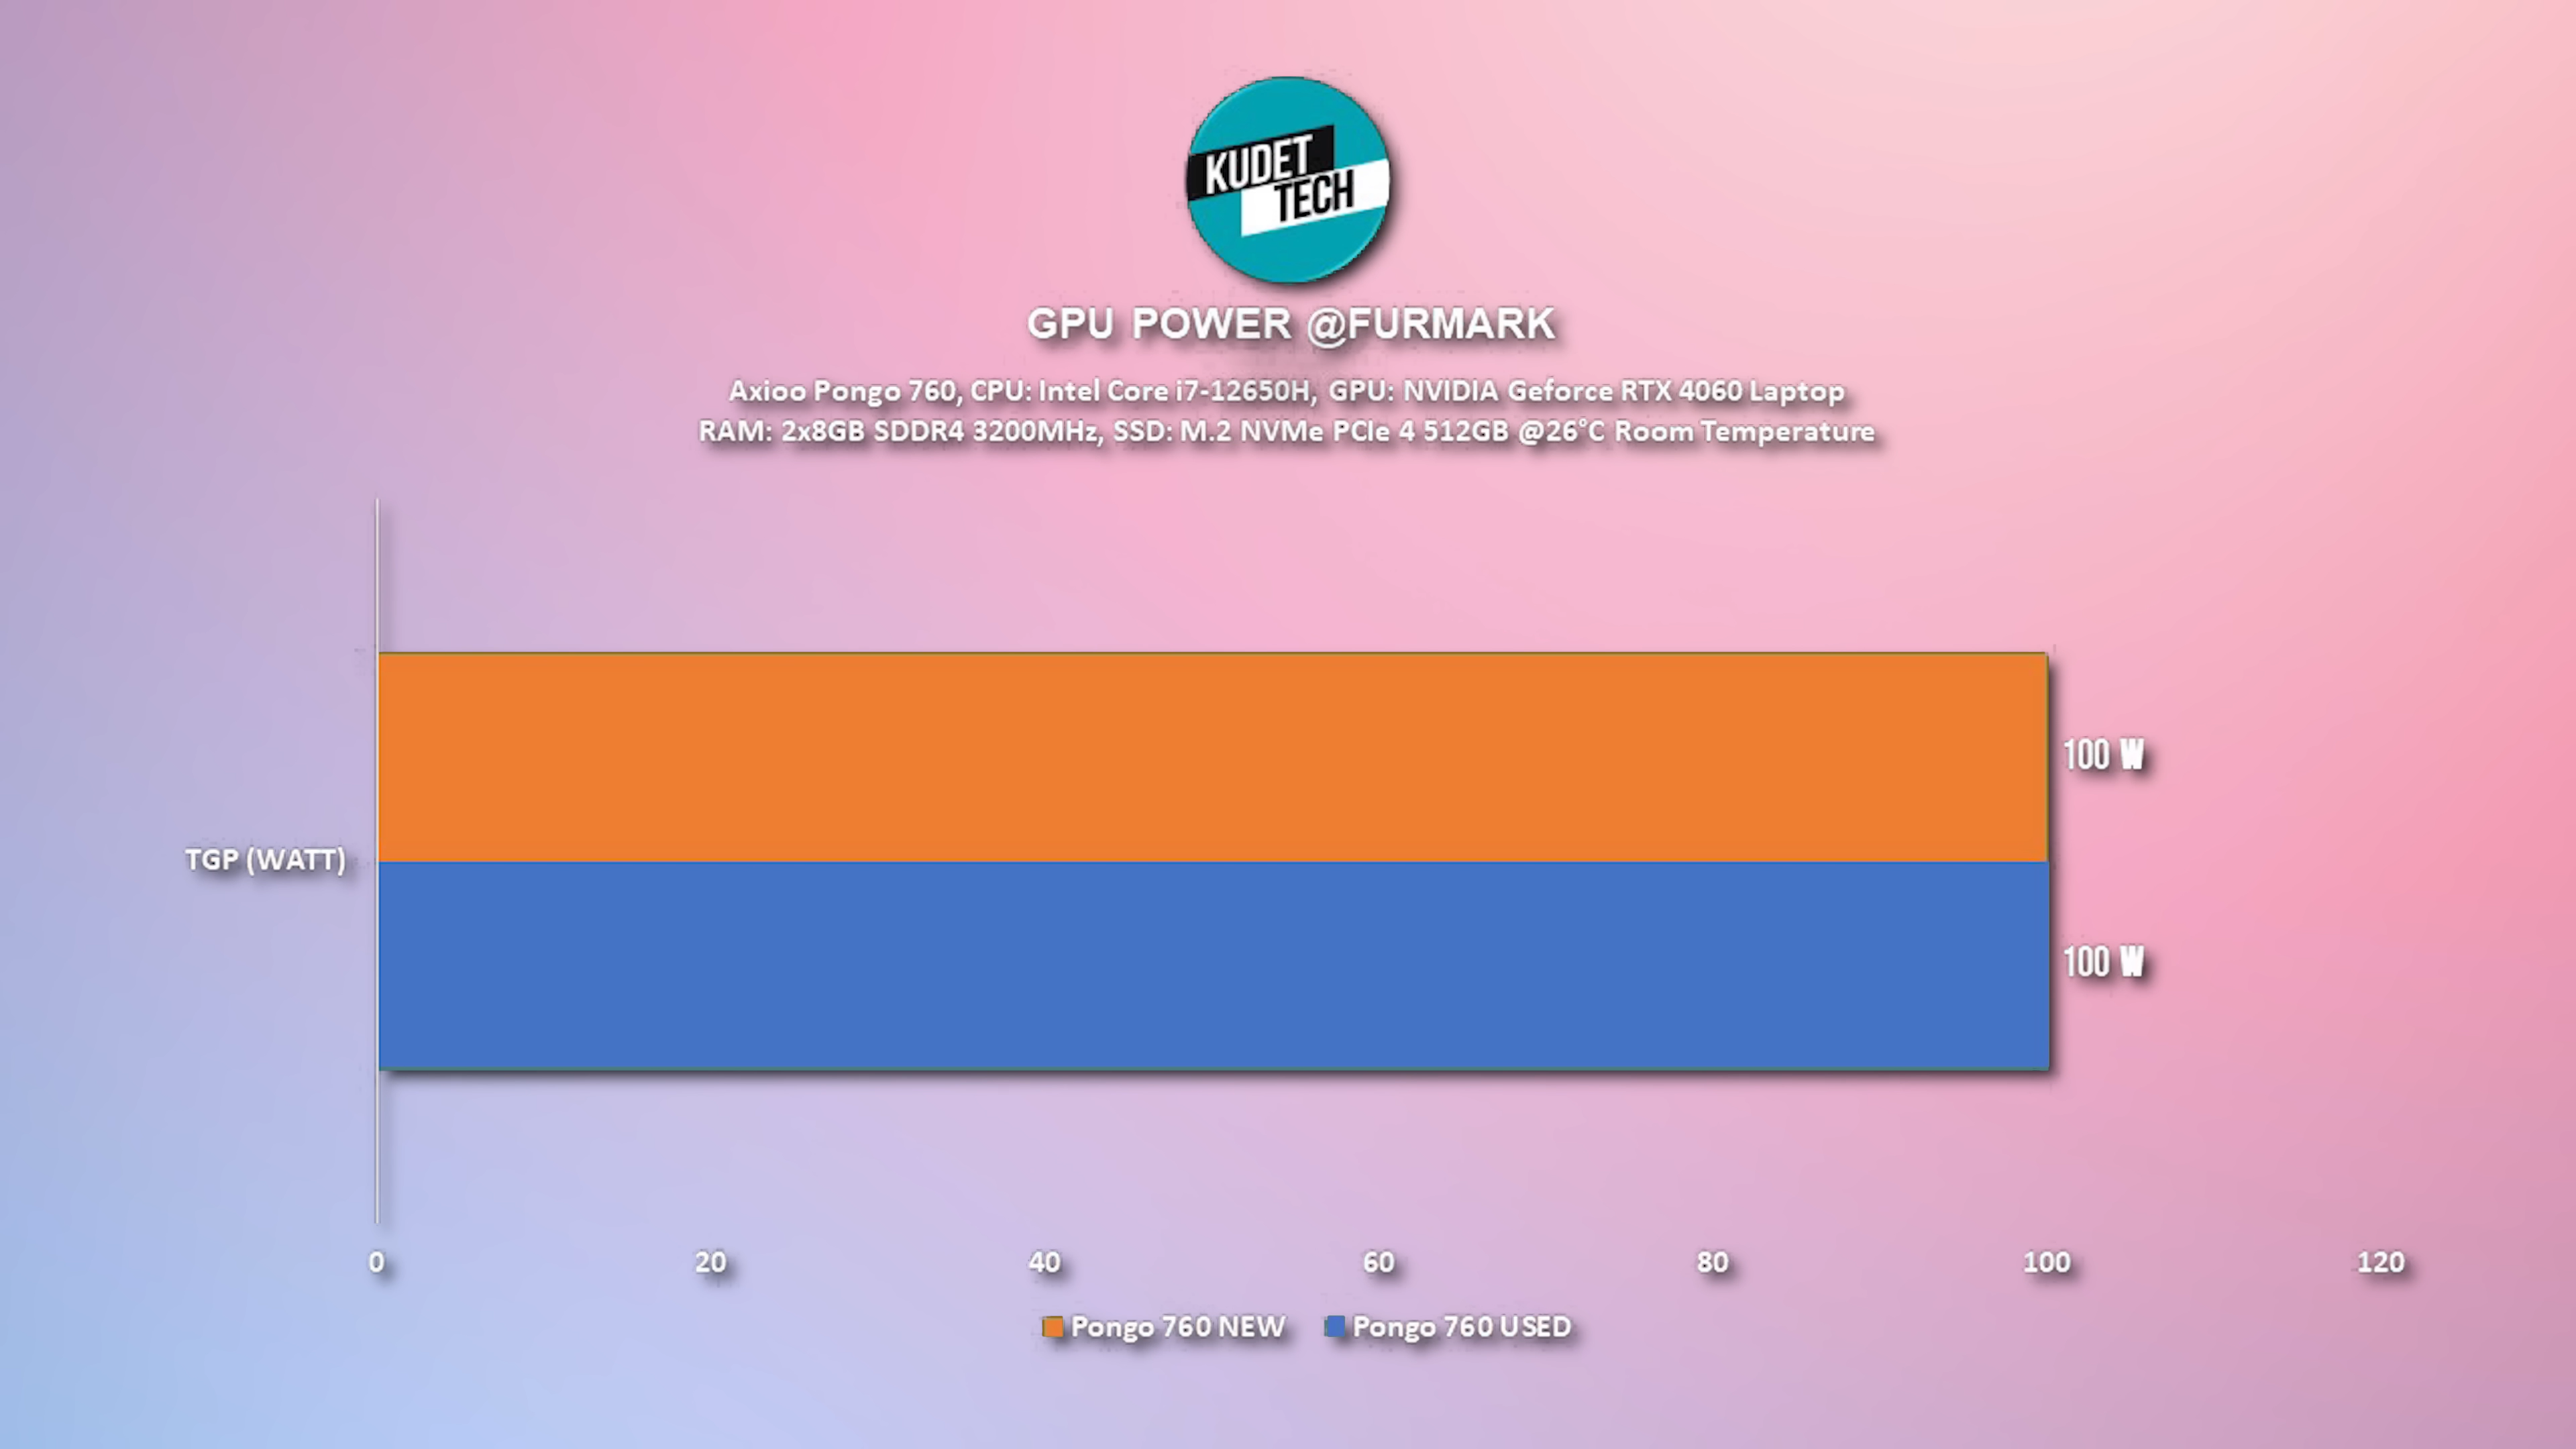 KUDET
TECH
GPU POWER @FURMARK
Axioo Pongo 760, CPU: Intel Core i7-12650H, GPU: NVIDIA Geforce RTX 4060 Laptop
RAM: 2x8GB SDDR4 3200MHz, SSD: M.2 NVMe PCIe 4 512GB @26°C Room Temperature
100 W
TGP (WATT)
100 W
0 20 40 60 80 100 120
Pongo 760 NEW Pongo 760 USED